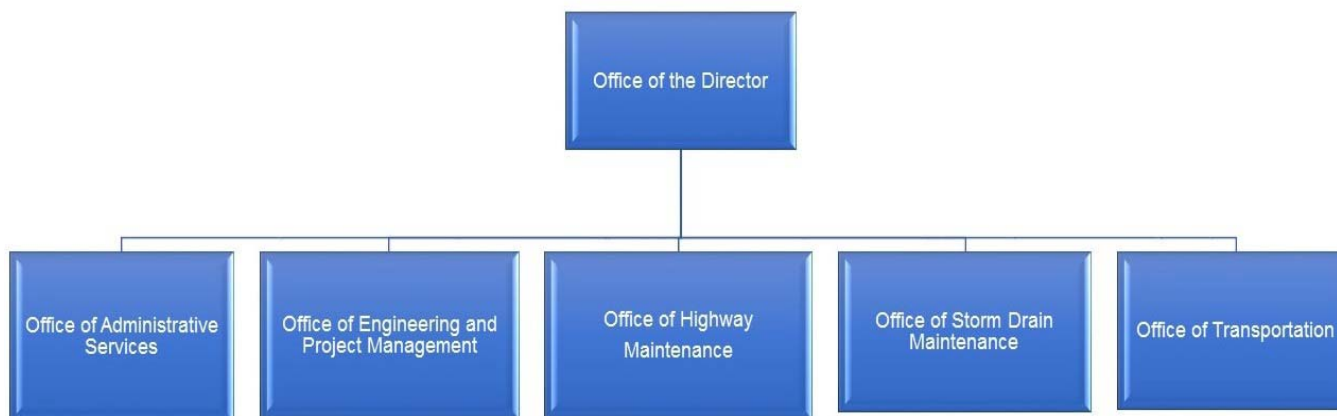 Office of the Director
Office of Administrative
Services
Office of Engineering and
Project Management
Office of Highway
Maintenance
Office of Storm Drain
Maintenance
Office of Transportation